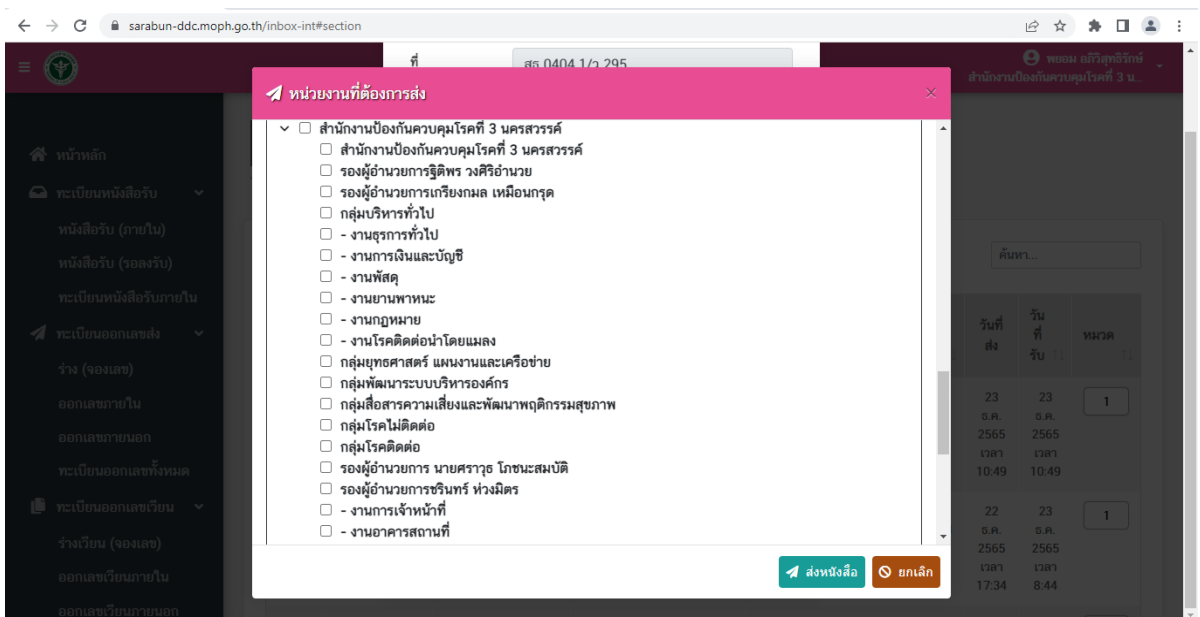 sarabun-ddc.moph.go.th/inbox-int#section
ที่
สธ 0404.1/ว 295
พยอม อภิวิสุทธิรักษ์
สำนักงานป้องกันควบคุมโรคที่ 3 น...
หน่วยงานที่ต้องการส่ง
×
สำนักงานป้องกันควบคุมโรคที่ 3 นครสวรรค์
สำนักงานป้องกันควบคุมโรคที่ 3 นครสวรรค์
รองผู้อำนวยการฐิติพร วงศิริอำนวย
รองผู้อำนวยการเกรียงกมล เหมือนกรุด
กลุ่มบริหารทั่วไป
- งานธุรการทั่วไป
- งานการเงินและบัญชี
- งานพัสดุ
- งานยานพาหนะ
- งานกฎหมาย
- งานโรคติดต่อนำโดยแมลง
กลุ่มยุทธศาสตร์ แผนงานและเครือข่าย
กลุ่มพัฒนาระบบบริหารองค์กร
กลุ่มสื่อสารความเสี่ยงและพัฒนาพฤติกรรมสุขภาพ
กลุ่มโรคไม่ติดต่อ
กลุ่มโรคติดต่อ
รองผู้อำนวยการ นายศราวุธ โภชนะสมบัติ
รองผู้อำนวยการชรินทร์ ห่วงมิตร
- งานการเจ้าหน้าที่
- งานอาคารสถานที่
ส่งหนังสือ
ยกเลิก
หน้าหลัก
ทะเบียนหนังสือรับ
หนังสือรับ (ภายใน)
หนังสือรับ (รอลงรับ)
ทะเบียนหนังสือรับภายใน
ทะเบียนออกเลขส่ง
ร่าง (จองเลข)
ออกเลขภายใน
ออกเลขภายนอก
ทะเบียนออกเลขทั้งหมด
ทะเบียนออกเลขเวียน
ร่างเวียน (จองเลข)
ออกเลขเวียนภายใน
ออกเลขเวียนภายนอก
ค้นหา...
วันที่
ส่ง
วัน
ที่
รับ
หมวด
23
ธ.ค.
2565
เวลา
10:49
23
ธ.ค.
2565
เวลา
10:49
1
22
ธ.ค.
2565
เวลา
17:34
23
ธ.ค.
2565
เวลา
8:44
1